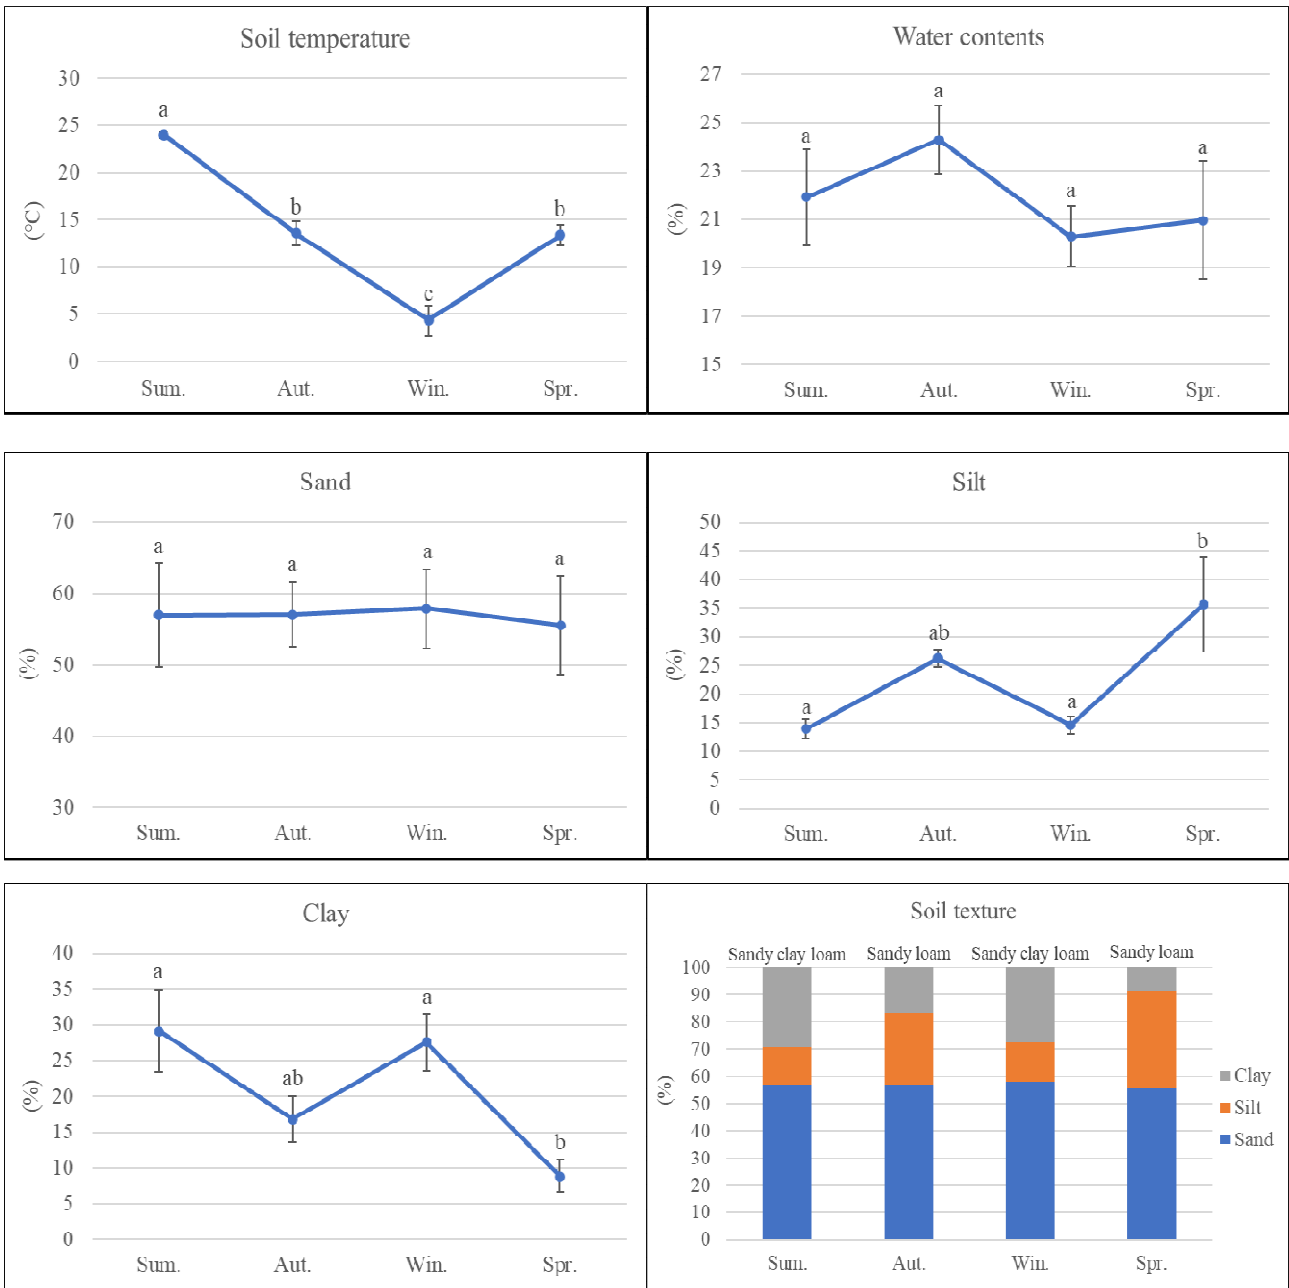 Soil temperature
30
25
20
15
10
5
0
(°C)
a
b
c
b
Sum. Aut. Win. Spr.
Water contents
27
25
23
21
19
17
15
(%)
a
a
a
a
Sum. Aut. Win. Spr.
Sand
70
60
50
40
30
(%)
a
a
a
a
Sum. Aut. Win. Spr.
Silt
50
45
40
35
30
25
20
15
10
5
0
(%)
a
ab
a
b
Sum. Aut. Win. Spr.
Clay
40
35
30
25
20
15
10
5
0
(%)
a
ab
a
b
Sum. Aut. Win. Spr.
Soil texture
Sandy clay loam Sandy loam Sandy clay loam Sandy loam
100
90
80
70
60
50
40
30
20
10
0
(%)
Sum. Aut. Win. Spr.
Clay
Silt
Sand